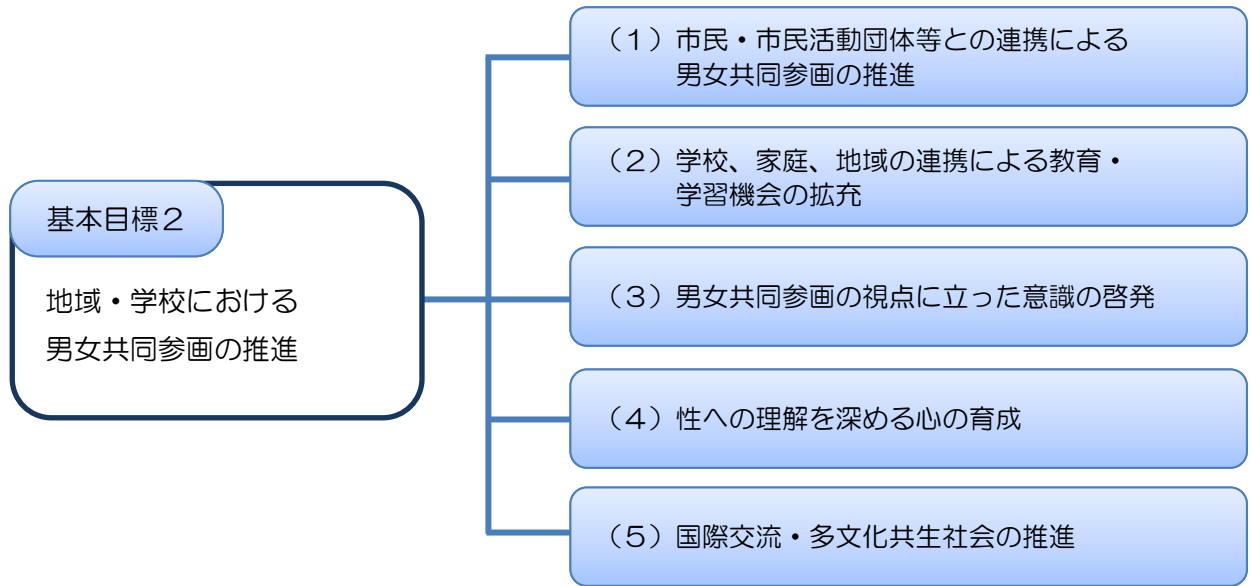 基本目標2
地域・学校における
男女共同参画の推進
(1)市民・市民活動団体等との連携による
男女共同参画の推進
(2)学校、家庭、地域の連携による教育・
学習機会の拡充
(3)男女共同参画の視点に立った意識の啓発
(4)性への理解を深める心の育成
(5)国際交流・多文化共生社会の推進